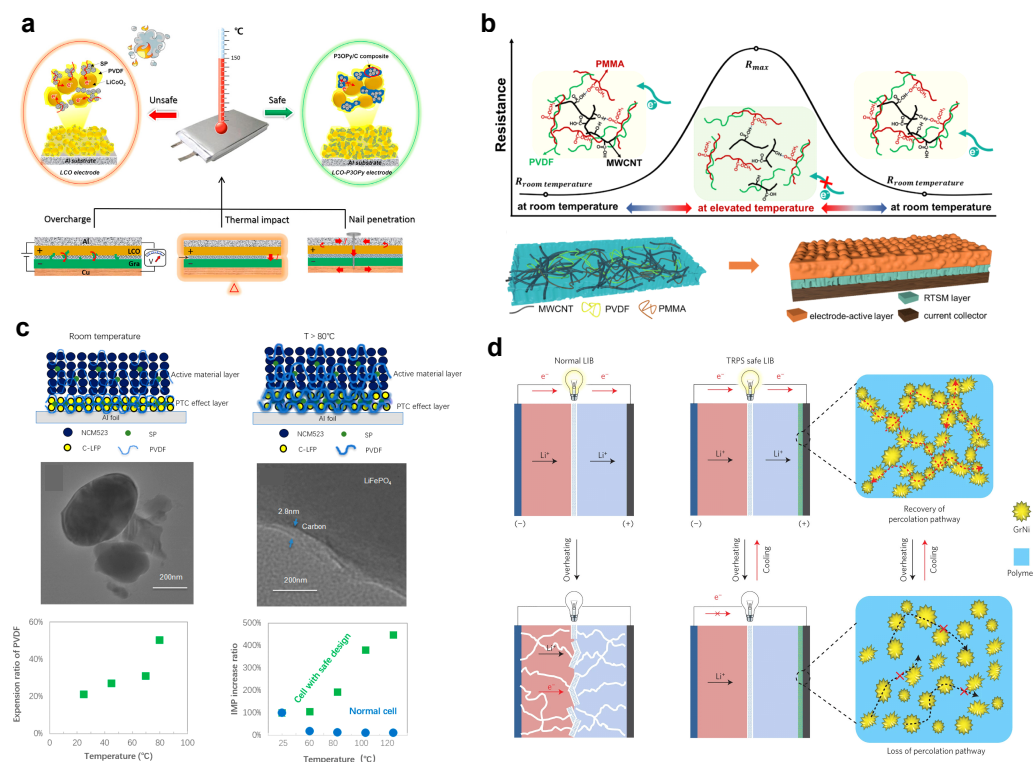 a
SP
PVDF
LiCoO₂
Al substrate
LCO electrode
Unsafe
°C
150
Safe
P3OPy/C composite
Al substrate
LCO-P3OPy electrode
Overcharge
Thermal impact
Nail penetration
Al
+
LCO
−
Gra
Cu
V
+
−
+
−
b
Resistance
PMMA
e⁻
PVDF
MWCNT
R room temperature
at room temperature
R max
e⁻
at elevated temperature
e⁻
R room temperature
at room temperature
MWCNT
PVDF
PMMA
RTSM layer
electrode-active layer
current collector
c
Room temperature
Active material layer
PTC effect layer
Al foil
NCM523
SP
C-LFP
PVDF
T > 80℃
Active material layer
PTC effect layer
Al foil
NCM523
SP
C-LFP
PVDF
200nm
LiFePO₄
2.8nm
Carbon
200nm
Expension ratio of PVDF
60%
40%
20%
0%
0
20
40
60
80
100
Temperature (℃)
IMP increase ratio
500%
400%
300%
200%
100%
0%
25
60
80
100
120
Cell with safe design
Normal cell
Temperature (℃)
d
Normal LIB
e⁻
e⁻
Li⁺
Li⁺
(−)
(+)
TRPS safe LIB
e⁻
e⁻
Li⁺
Li⁺
(−)
(+)
Recovery of
percolation pathway
GrNi
Polyme
Overheating
Overheating
Cooling
Overheating
Cooling
Li⁺
e⁻
e⁻
Li⁺
Loss of percolation pathway